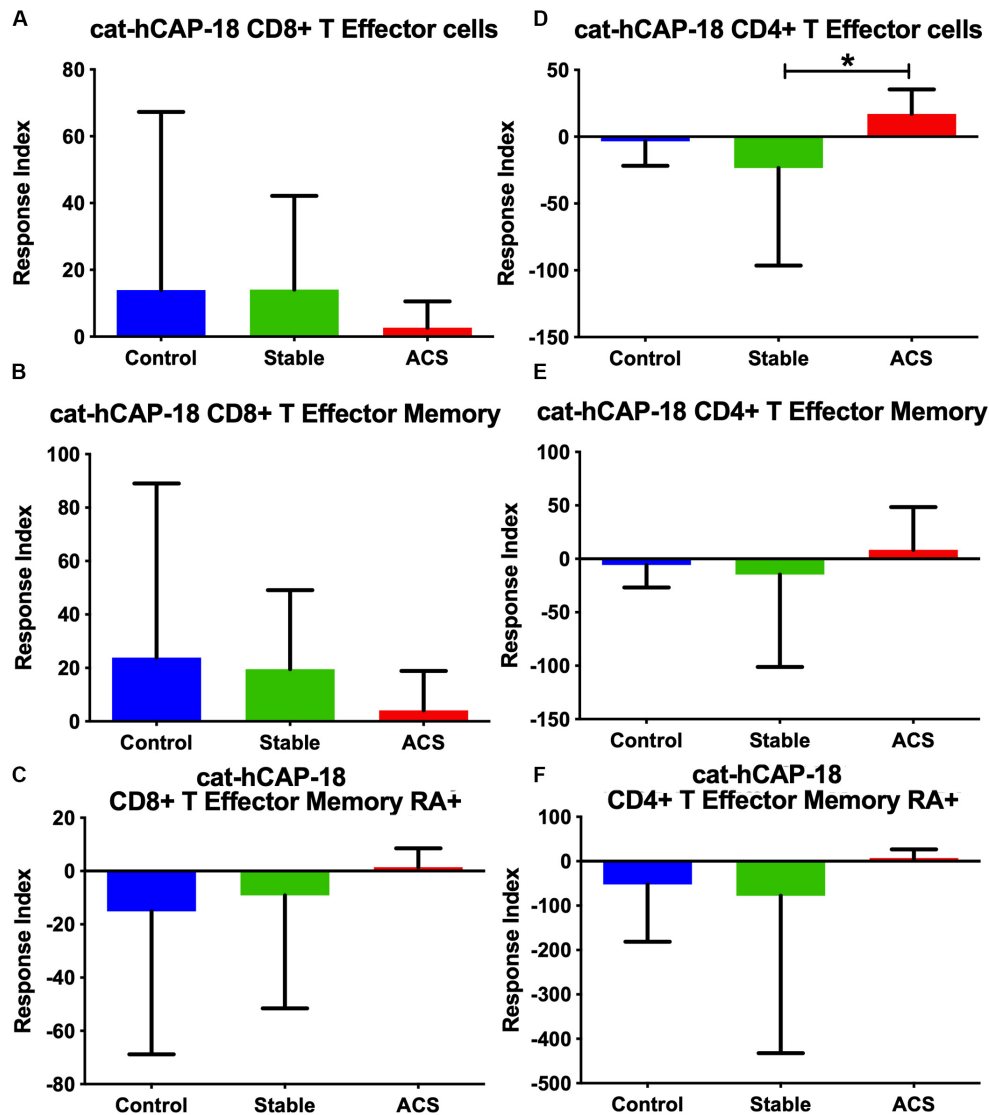 A
cat-hCAP-18 CD8+ T Effector cells
Response Index
80
60
40
20
0
Control Stable ACS
D
cat-hCAP-18 CD4+ T Effector cells
*
Response Index
50
0
-50
-100
-150
Control Stable ACS
B
cat-hCAP-18 CD8+ T Effector Memory
Response Index
100
80
60
40
20
0
Control Stable ACS
E
cat-hCAP-18 CD4+ T Effector Memory
Response Index
100
50
0
-50
-100
-150
Control Stable ACS
C
cat-hCAP-18
CD8+ T Effector Memory RA+
Response Index
20
0
-20
-40
-60
-80
Control Stable ACS
F
cat-hCAP-18
CD4+ T Effector Memory RA+
Response Index
100
0
-100
-200
-300
-400
-500
Control Stable ACS